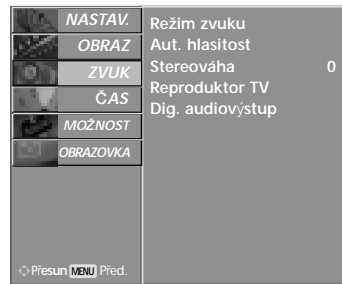 NASTAV.
OBRAZ
ZVUK
ČAS
MOŽNOST
OBRAZOVKA
Přesun MENU Před.
Režim zvuku
Aut. hlasitost
Stereováha 0
Reproduktor TV
Dig. audiovýstup